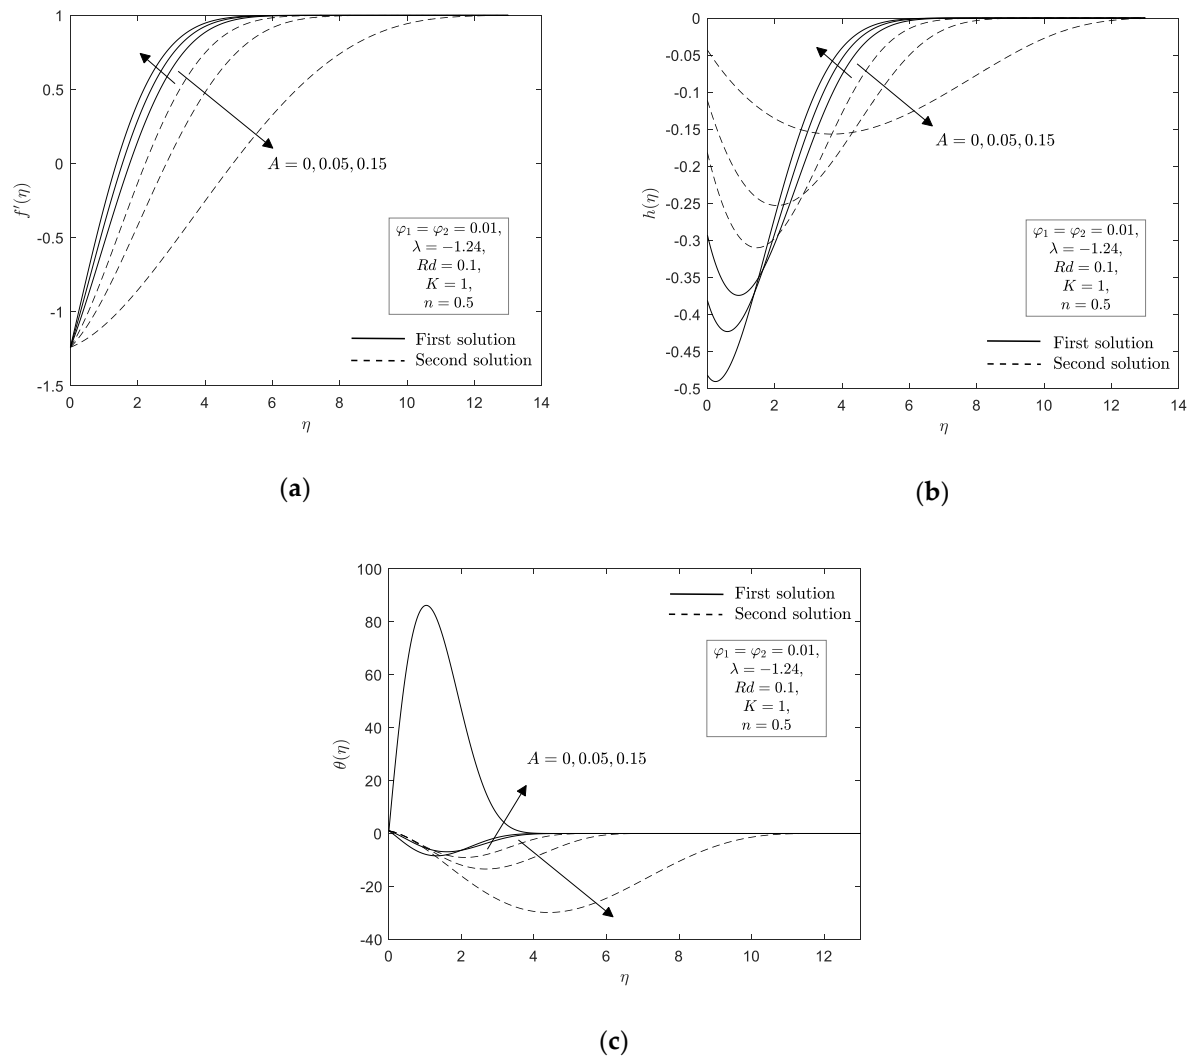 1
0.5
0
-0.5
-1
-1.5
f′(η)
0 2 4 6 8 10 12 14
η
A = 0, 0.05, 0.15
φ₁ = φ₂ = 0.01,
λ = −1.24,
Rd = 0.1,
K = 1,
n = 0.5
First solution
Second solution
(a)
0
-0.05
-0.1
-0.15
-0.2
-0.25
-0.3
-0.35
-0.4
-0.45
-0.5
h(η)
0 2 4 6 8 10 12 14
η
A = 0, 0.05, 0.15
φ₁ = φ₂ = 0.01,
λ = −1.24,
Rd = 0.1,
K = 1,
n = 0.5
First solution
Second solution
(b)
100
80
60
40
20
0
-20
-40
θ(η)
0 2 4 6 8 10 12
η
First solution
Second solution
φ₁ = φ₂ = 0.01,
λ = −1.24,
Rd = 0.1,
K = 1,
n = 0.5
A = 0, 0.05, 0.15
(c)